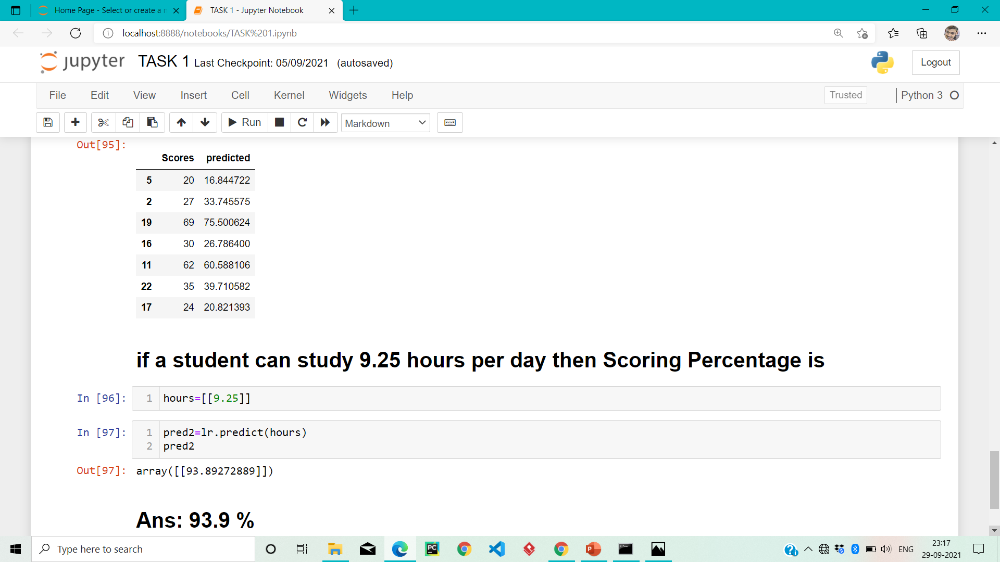 Home Page - Select or create a n
TASK 1 - Jupyter Notebook
localhost:8888/notebooks/TASK%201.ipynb
jupyter TASK 1 Last Checkpoint: 05/09/2021 (autosaved)
Logout
File Edit View Insert Cell Kernel Widgets Help
Trusted
Python 3
Run
Markdown
Out[95]:
Scores predicted
5 20 16.844722
2 27 33.745575
19 69 75.500624
16 30 26.786400
11 62 60.588106
22 35 39.710582
17 24 20.821393
if a student can study 9.25 hours per day then Scoring Percentage is
In [96]: 1 hours=[[9.25]]
In [97]: 1 pred2=lr.predict(hours)
2 pred2
Out[97]: array([[93.89272889]])
Ans: 93.9 %
Type here to search
PC
P
ENG
23:17
29-09-2021